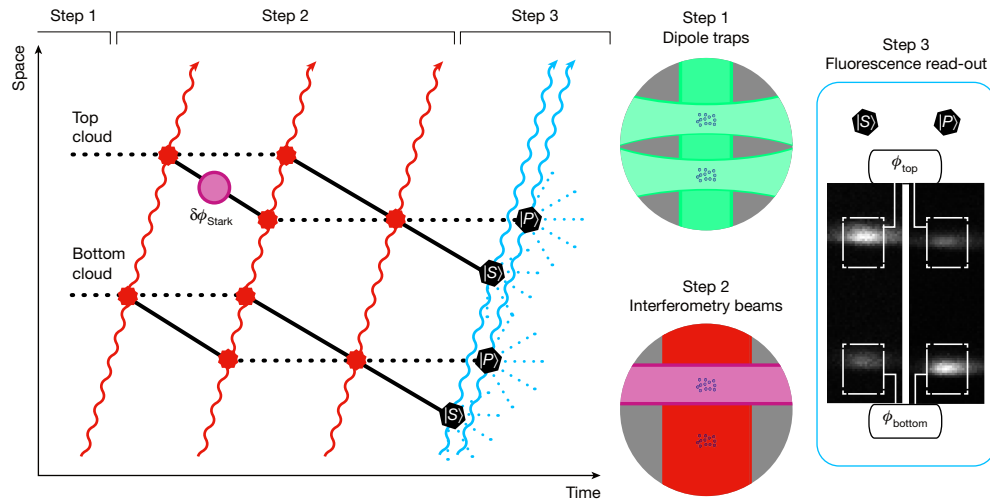 Step 1
Step 2
Step 3
Space
Top
cloud
δϕStark
Bottom
cloud
|S⟩
|P⟩
|S⟩
|P⟩
Time
Step 1
Dipole traps
Step 2
Interferometry beams
Step 3
Fluorescence read-out
|S⟩ |P⟩
ϕtop
ϕbottom